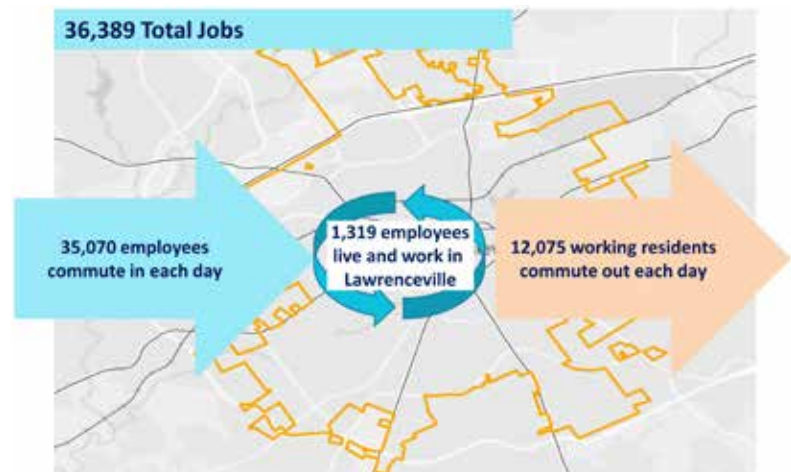 36,389 Total Jobs
35,070 employees
commute in each day
1,319 employees
live and work in
Lawrenceville
12,075 working residents
commute out each day